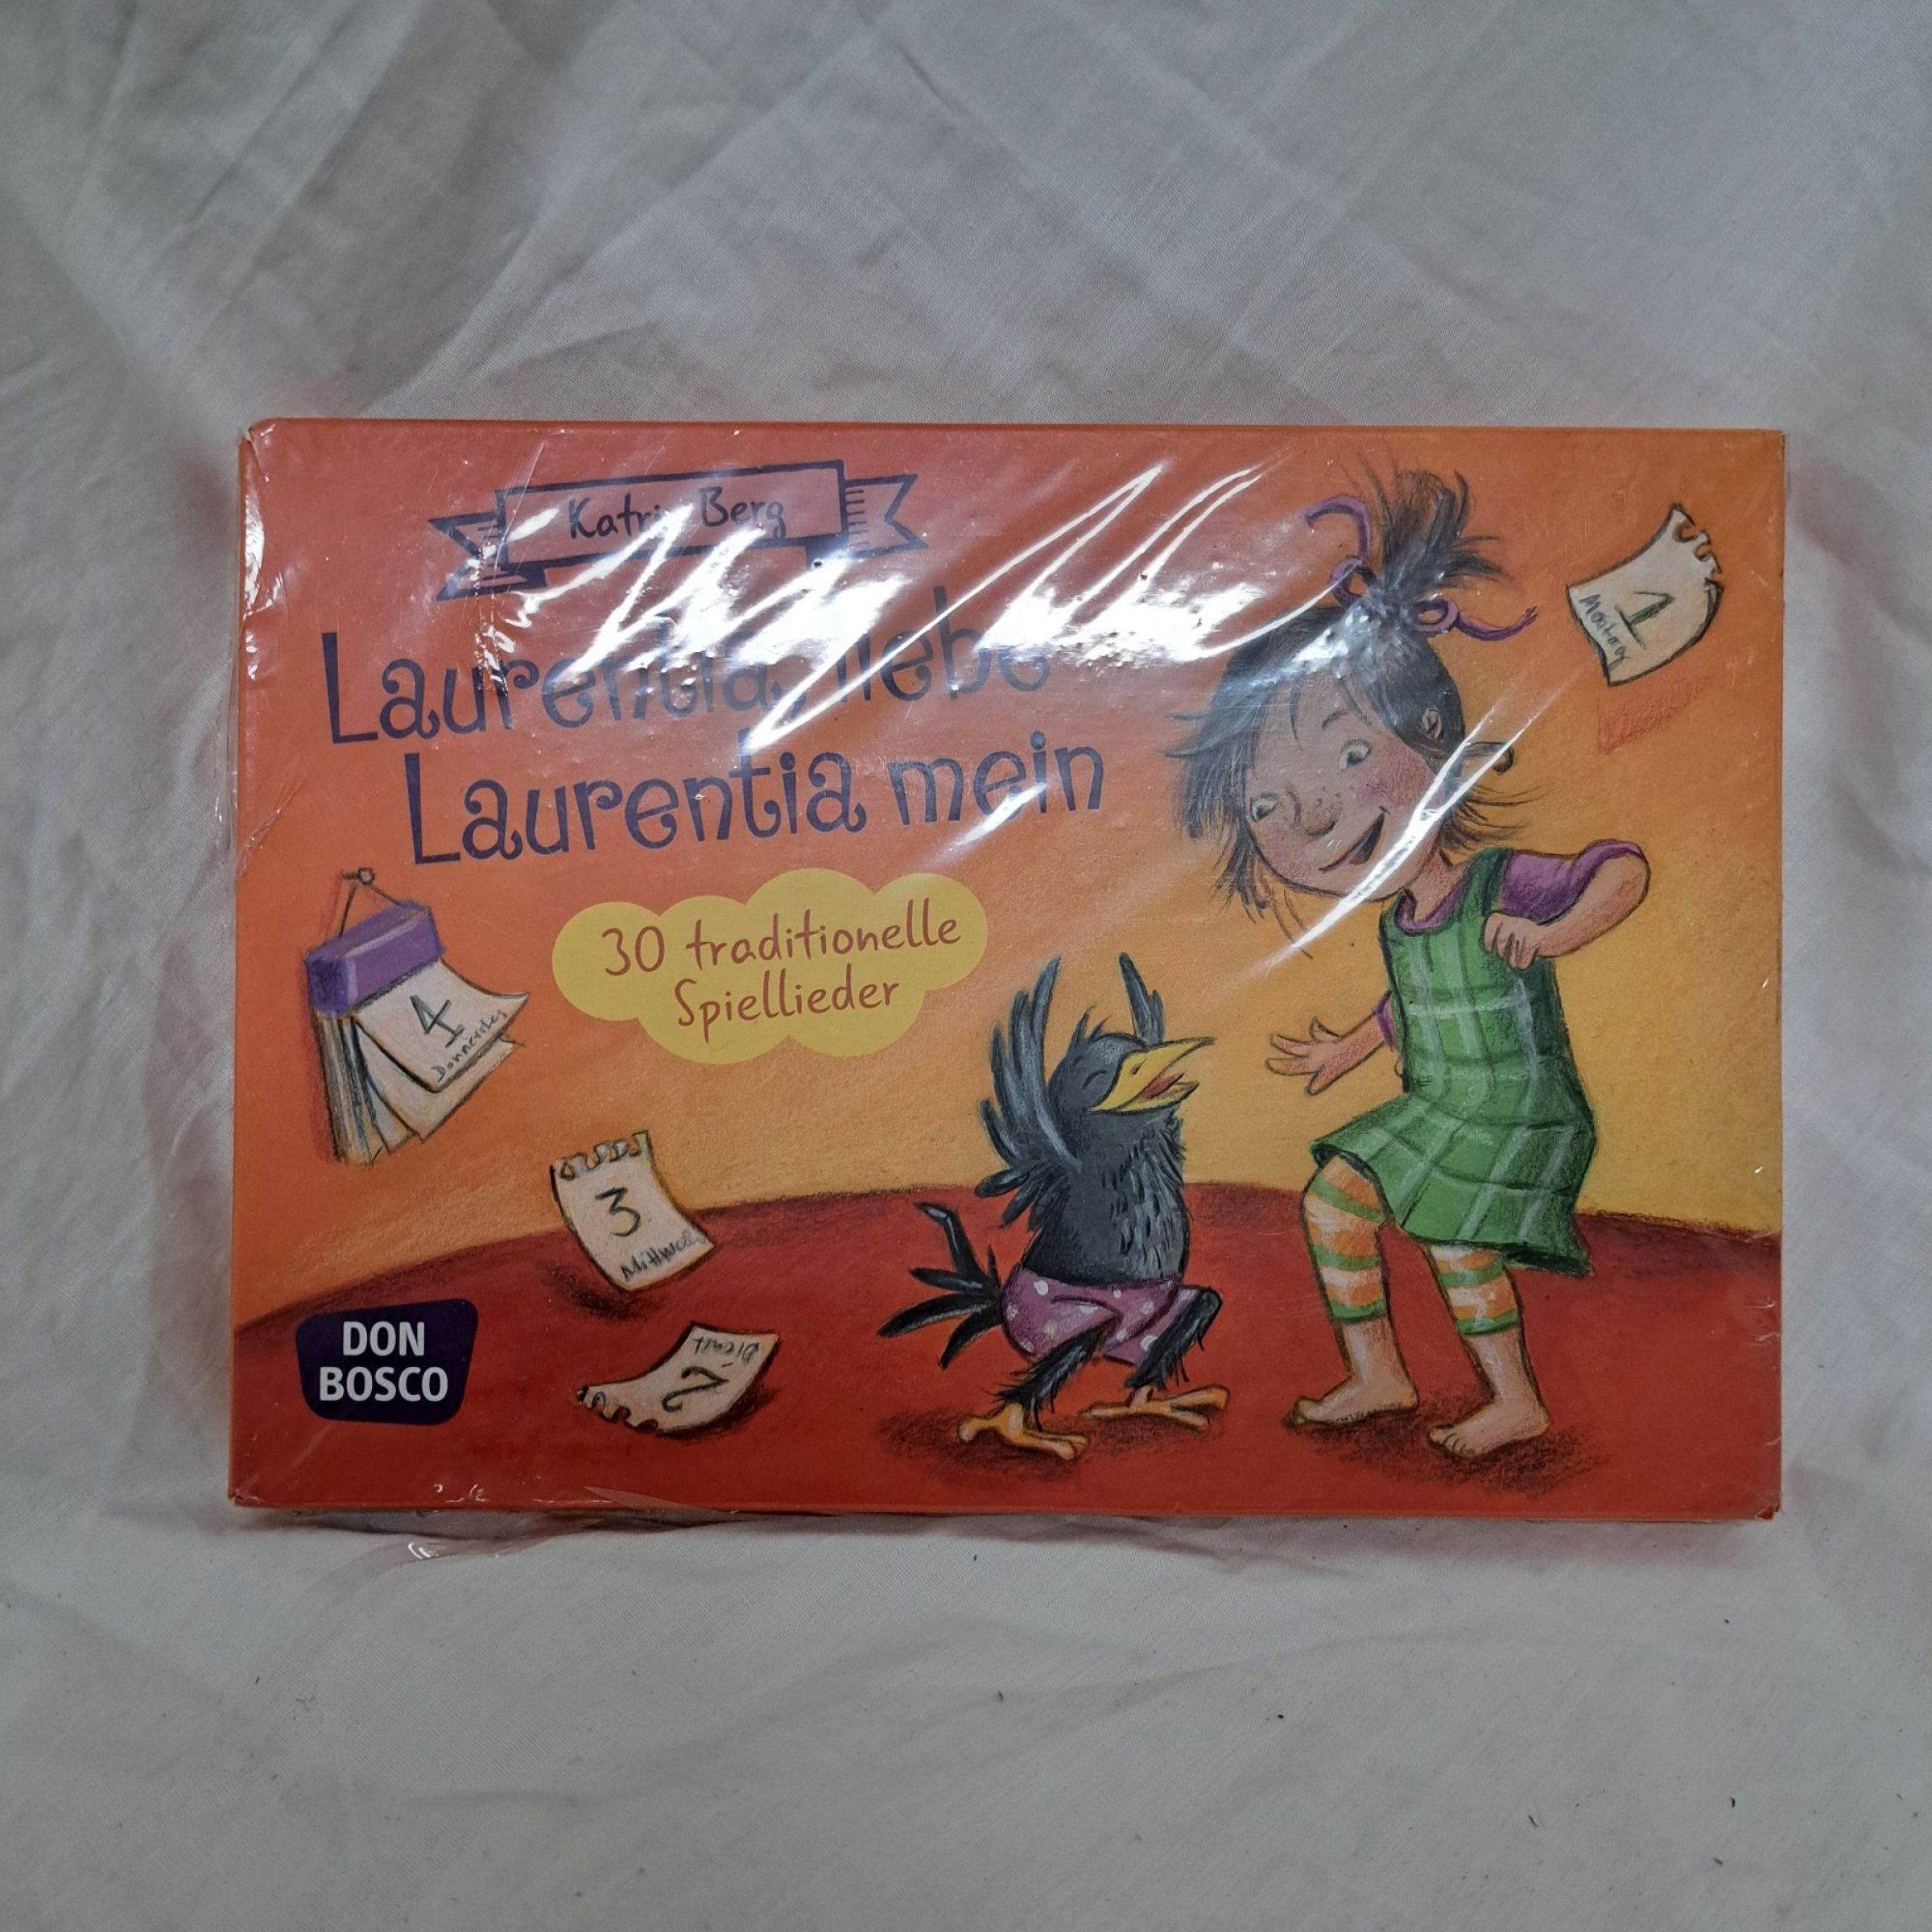 Katrin Berg
Laurentia, liebe
Laurentia mein
30 traditionelle
Spiellieder
1
Montag
4
Donnerstag
3
Mittwoch
2
DON
BOSCO